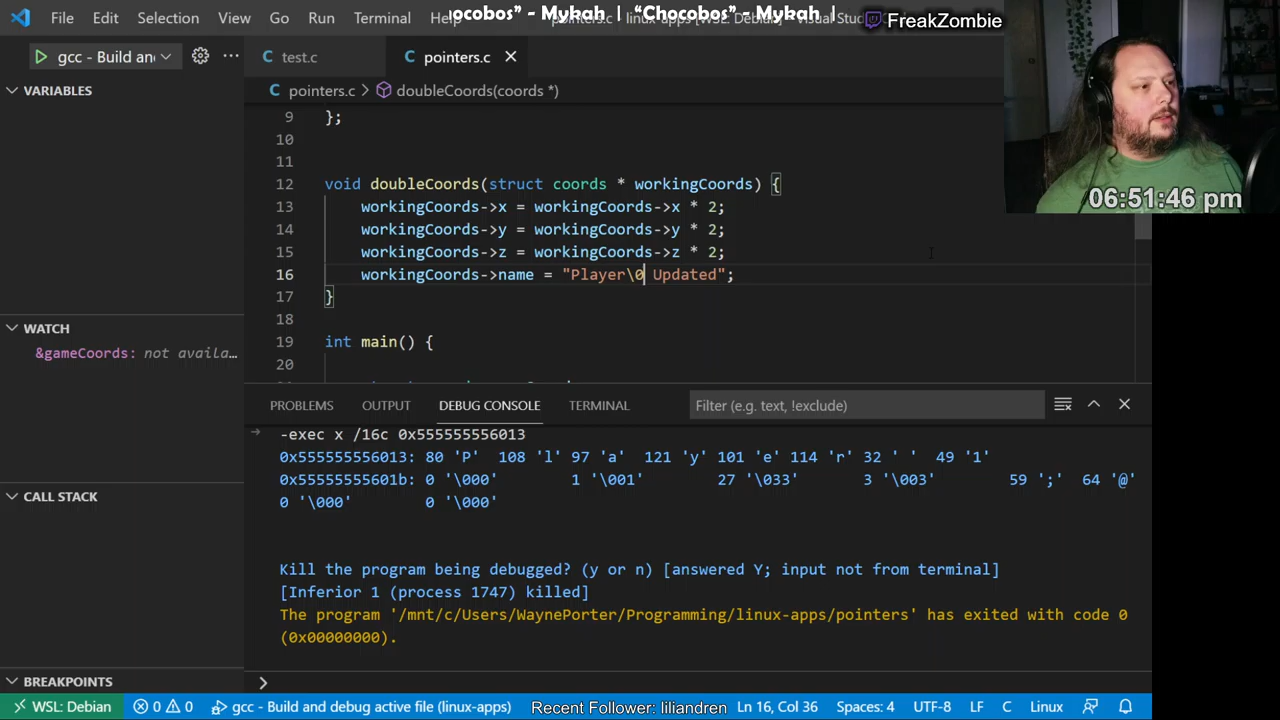 ocobos” - Mykah | “Chocobos” - Mykah |
FreakZombie
File Edit Selection View Go Run Terminal Help
gcc - Build an
test.c
pointers.c
VARIABLES
pointers.c > doubleCoords(coords *)
9 };
10
11
12 void doubleCoords(struct coords * workingCoords) {
13 workingCoords->x = workingCoords->x * 2;
14 workingCoords->y = workingCoords->y * 2;
15 workingCoords->z = workingCoords->z * 2;
16 workingCoords->name = "Player\0 Updated";
17 }
18
19 int main() {
20
06:51:46 pm
WATCH
&gameCoords: not availa…
CALL STACK
BREAKPOINTS
PROBLEMS OUTPUT DEBUG CONSOLE TERMINAL
Filter (e.g. text, !exclude)
-exec x /16c 0x555555556013
0x555555556013: 80 'P' 108 'l' 97 'a' 121 'y' 101 'e' 114 'r' 32 ' ' 49 '1'
0x55555555601b: 0 '\000' 1 '\001' 27 '\033' 3 '\003' 59 ';' 64 '@'
0 '\000' 0 '\000'
Kill the program being debugged? (y or n) [answered Y; input not from terminal]
[Inferior 1 (process 1747) killed]
The program '/mnt/c/Users/WaynePorter/Programming/linux-apps/pointers' has exited with code 0
(0x00000000).
>
WSL: Debian 0 0 gcc - Build and debug active file (linux-apps) Recent Follower: liliandren Ln 16, Col 36 Spaces: 4 UTF-8 LF C Linux